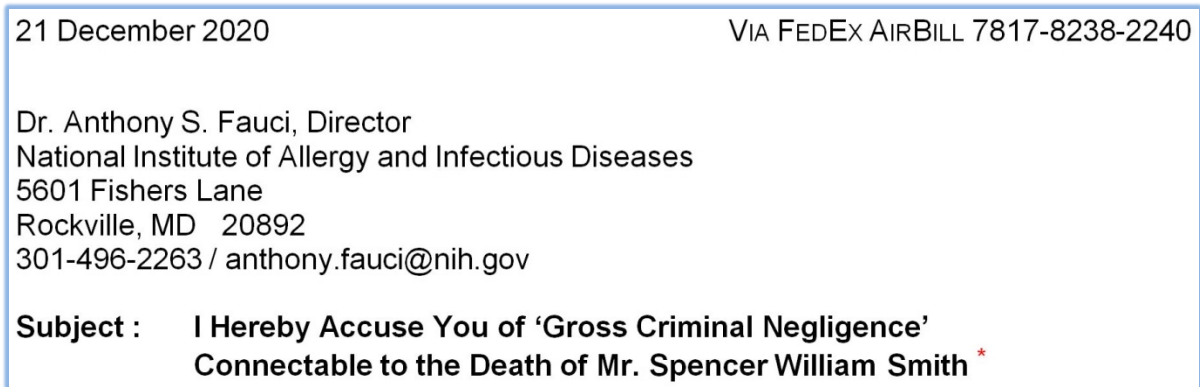 21 December 2020 VIA FEDEX AIRBILL 7817-8238-2240
Dr. Anthony S. Fauci, Director
National Institute of Allergy and Infectious Diseases
5601 Fishers Lane
Rockville, MD 20892
301-496-2263 / anthony.fauci@nih.gov
Subject : I Hereby Accuse You of ‘Gross Criminal Negligence’
Connectable to the Death of Mr. Spencer William Smith *